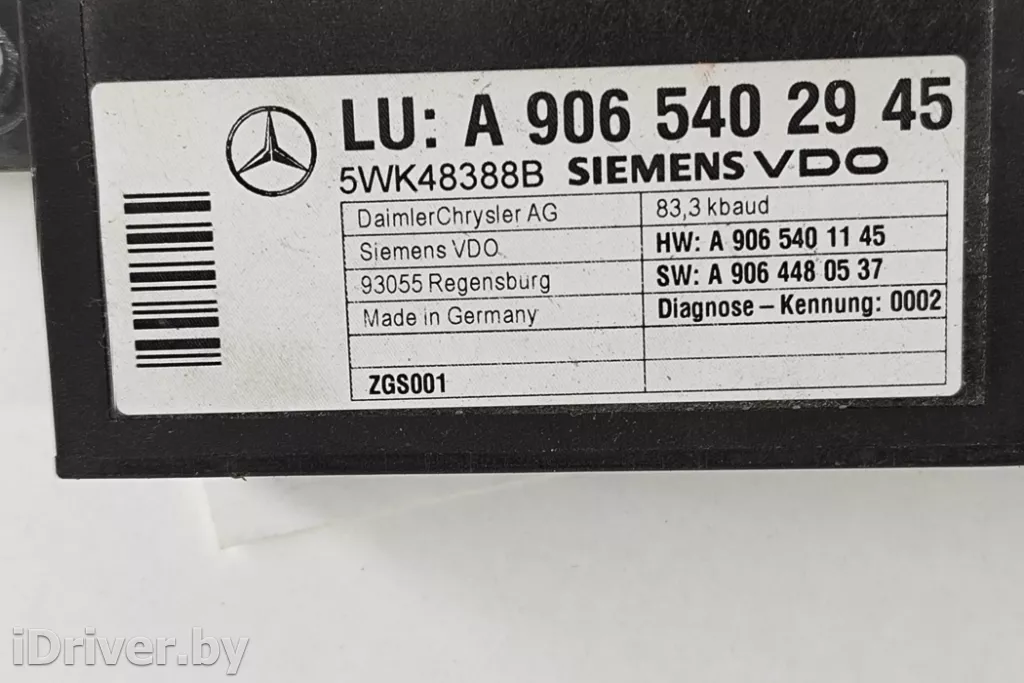 LU: A 906 540 29 45
5WK48388B SIEMENS VDO
DaimlerChrysler AG 83,3 kbaud
Siemens VDO HW: A 906 540 11 45
93055 Regensburg SW: A 906 448 05 37
Made in Germany Diagnose – Kennung: 0002
ZGS001
iDriver.by